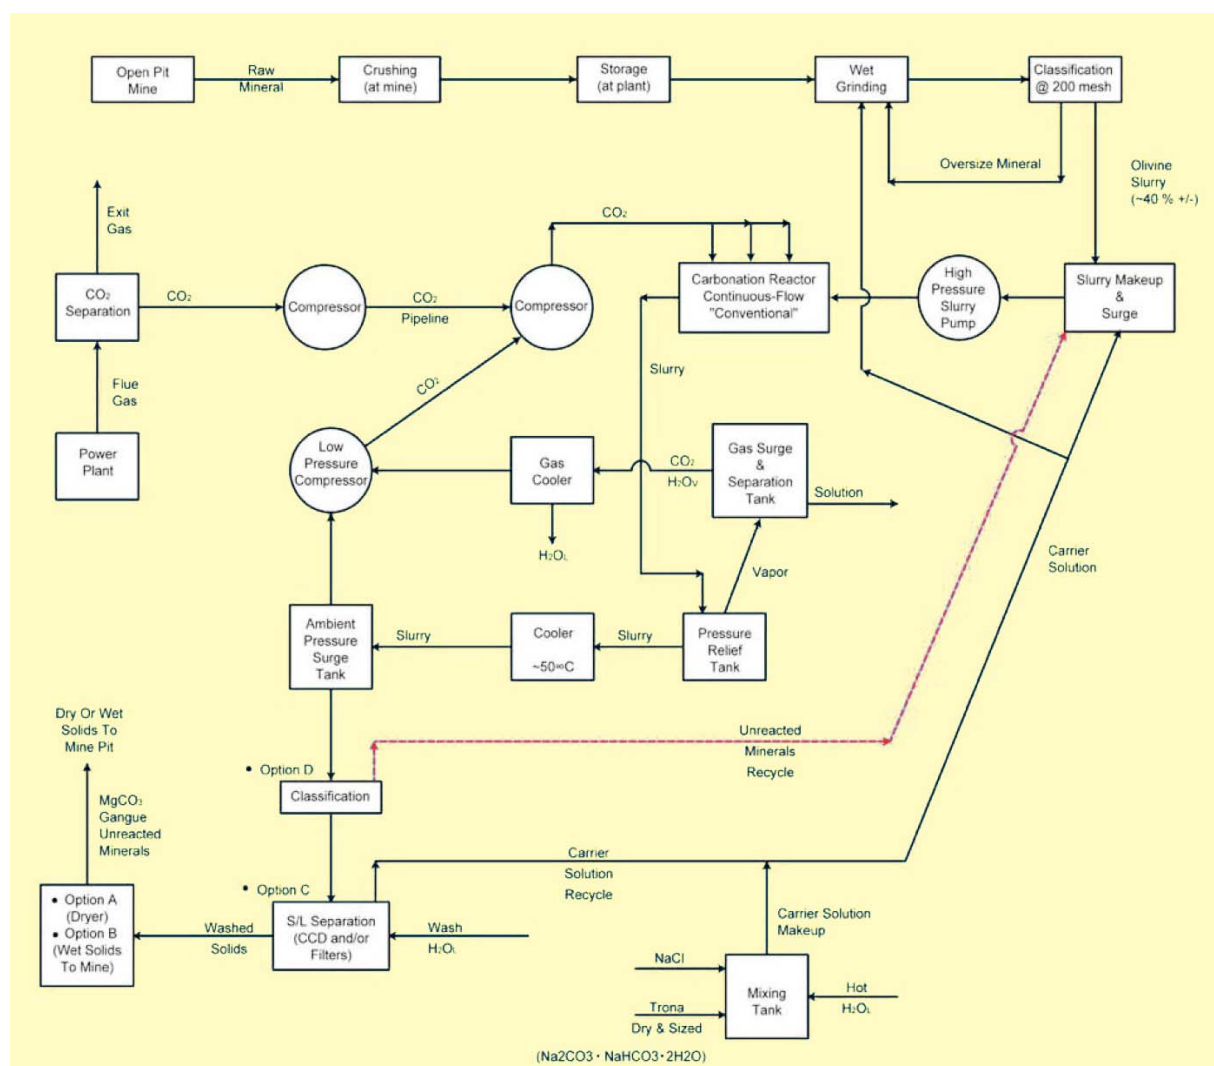 Open Pit
Mine
Raw
Mineral
Crushing
(at mine)
Storage
(at plant)
Wet
Grinding
Classification
@ 200 mesh
Oversize Mineral
Olivine
Slurry
(~40 % +/-)
Exit
Gas
CO2
Separation
CO2
Compressor
CO2
Pipeline
Compressor
CO2
Carbonation Reactor
Continuous-Flow
"Conventional"
High
Pressure
Slurry
Pump
Slurry Makeup
&
Surge
Flue
Gas
CO2
Slurry
Power
Plant
Low
Pressure
Compressor
Gas
Cooler
CO2
H2OV
Gas Surge
&
Separation
Tank
Solution
H2OL
Vapor
Carrier
Solution
Ambient
Pressure
Surge
Tank
Slurry
Cooler
~50∞C
Slurry
Pressure
Relief
Tank
Dry Or Wet
Solids To
Mine Pit
Unreacted
Minerals
Recycle
• Option D
Classification
MgCO3
Gangue
Unreacted
Minerals
Carrier
Solution
Recycle
• Option C
• Option A
(Dryer)
• Option B
(Wet Solids
To Mine)
Washed
Solids
S/L Separation
(CCD and/or
Filters)
Wash
H2OL
Carrier Solution
Makeup
NaCl
Mixing
Tank
Hot
H2OL
Trona
Dry & Sized
(Na2CO3 · NaHCO3·2H2O)